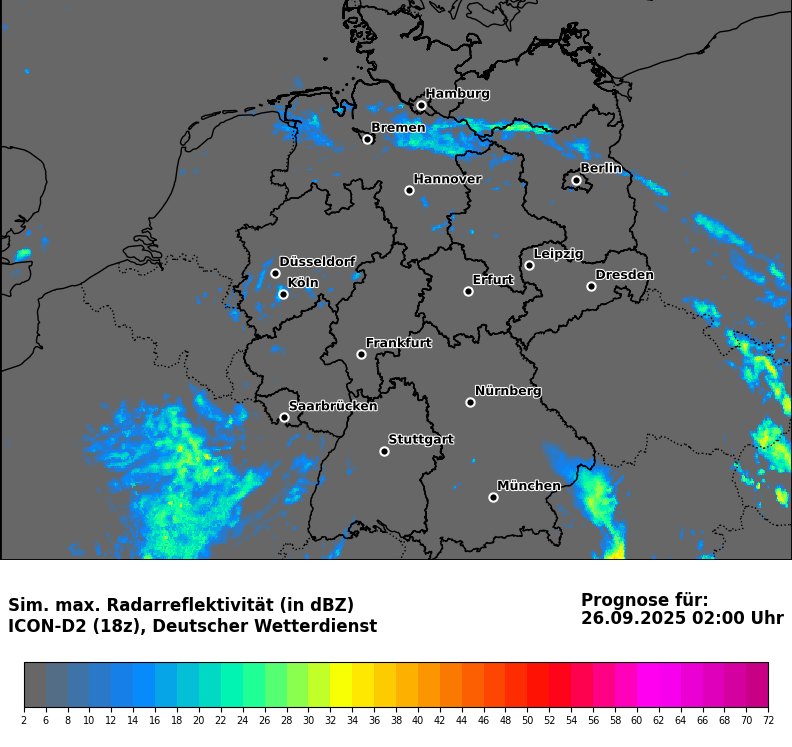 Hamburg
Bremen
Berlin
Hannover
Düsseldorf
Leipzig
Köln
Erfurt
Dresden
Frankfurt
Nürnberg
Saarbrücken
Stuttgart
München
Sim. max. Radarreflektivität (in dBZ)
ICON-D2 (18z), Deutscher Wetterdienst
Prognose für:
26.09.2025 02:00 Uhr
2 6 8 10 12 14 16 18 20 22 24 26 28 30 32 34 36 38 40 42 44 46 48 50 52 54 56 58 60 62 64 66 68 70 72